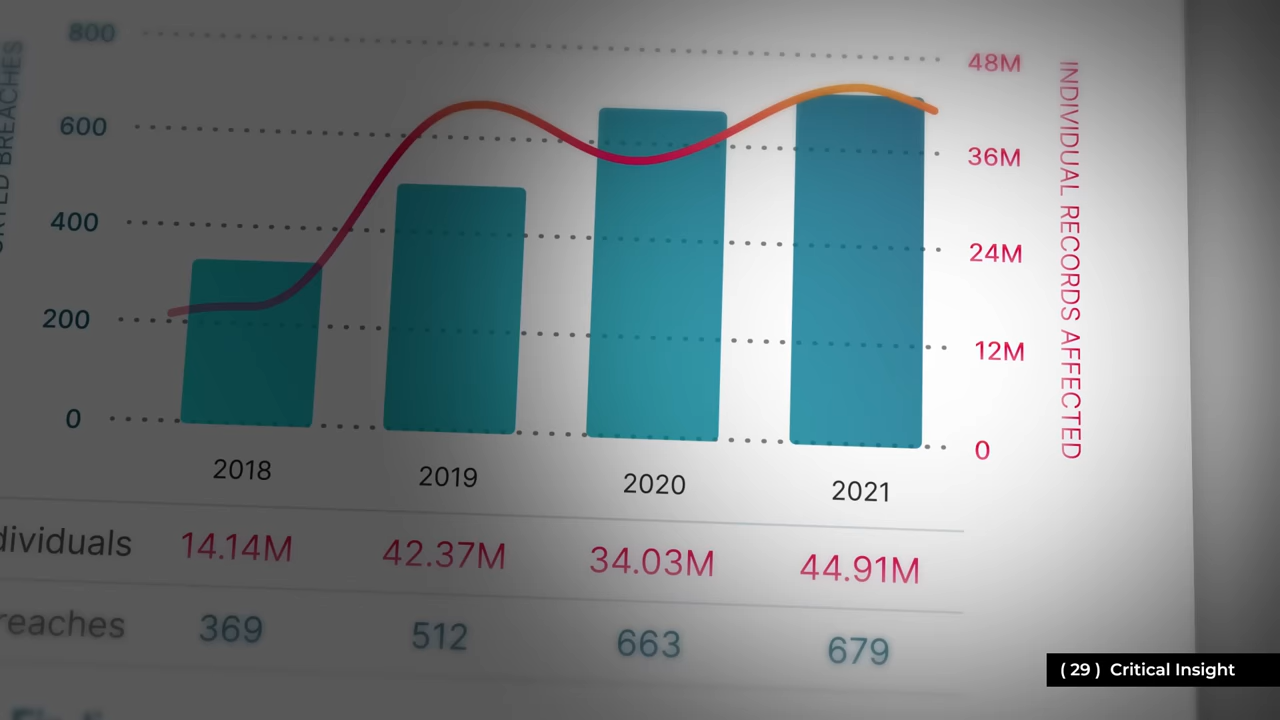 800
600
400
200
0
BREACHES
48M
36M
24M
12M
0
INDIVIDUAL RECORDS AFFECTED
2018 2019 2020 2021
dividuals 14.14M 42.37M 34.03M 44.91M
reaches 369 512 663 679
( 29 ) Critical Insight